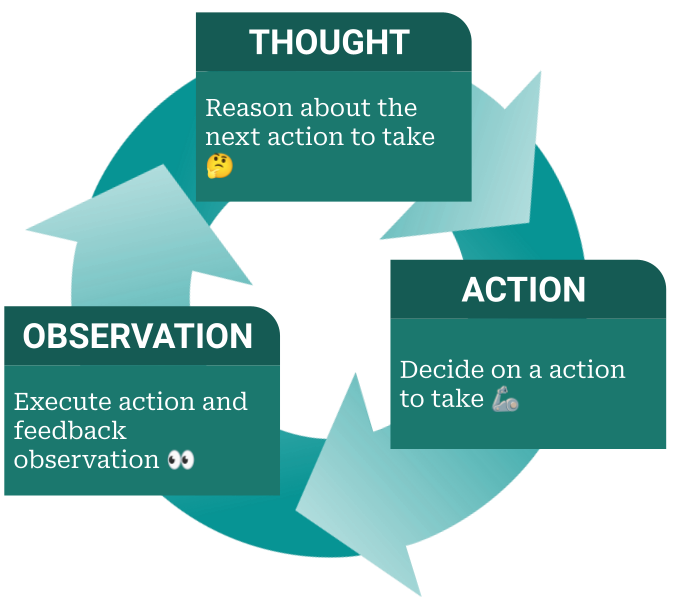 THOUGHT
Reason about the
next action to take
🤔
ACTION
Decide on a action
to take 🦾
OBSERVATION
Execute action and
feedback
observation 👀